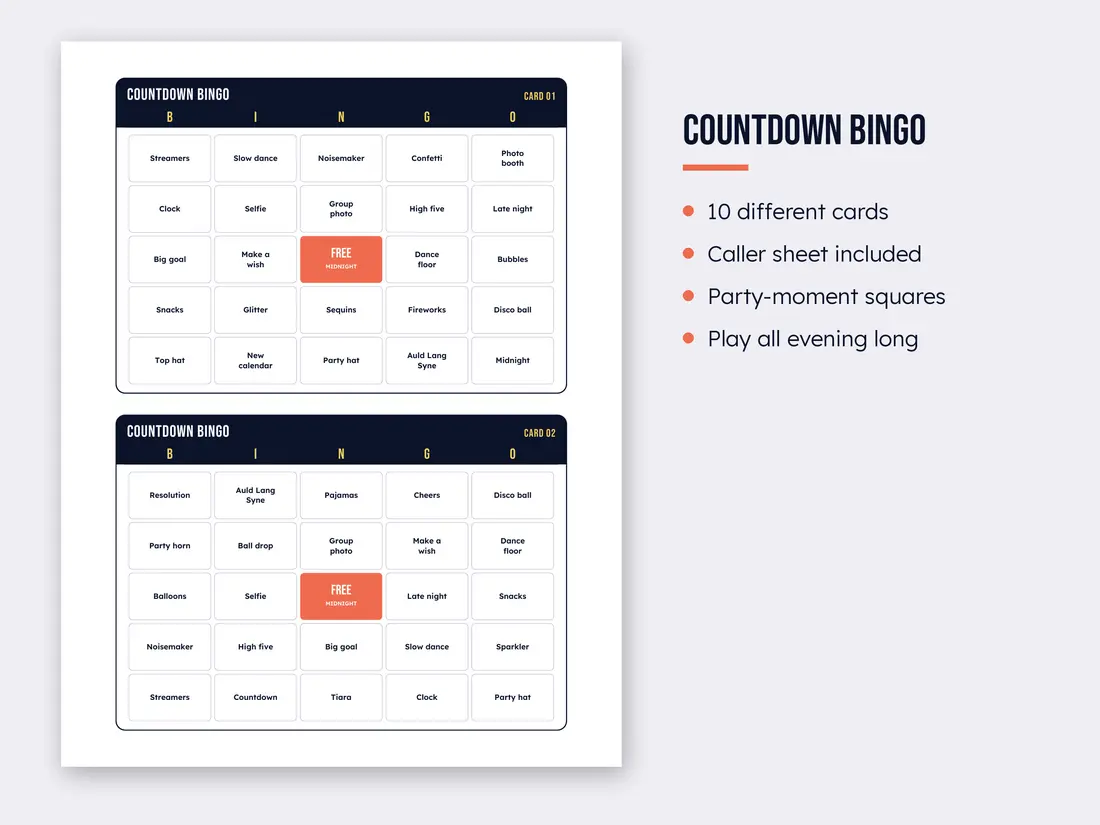 COUNTDOWN BINGO
CARD 01
B I N G O
Streamers
Slow dance
Noisemaker
Confetti
Photo
booth
Clock
Selfie
Group
photo
High five
Late night
Big goal
Make a
wish
FREE
MIDNIGHT
Dance
floor
Bubbles
Snacks
Glitter
Sequins
Fireworks
Disco ball
Top hat
New
calendar
Party hat
Auld Lang
Syne
Midnight
COUNTDOWN BINGO
CARD 02
B I N G O
Resolution
Auld Lang
Syne
Pajamas
Cheers
Disco ball
Party horn
Ball drop
Group
photo
Make a
wish
Dance
floor
Balloons
Selfie
FREE
MIDNIGHT
Late night
Snacks
Noisemaker
High five
Big goal
Slow dance
Sparkler
Streamers
Countdown
Tiara
Clock
Party hat
COUNTDOWN BINGO
10 different cards
Caller sheet included
Party-moment squares
Play all evening long